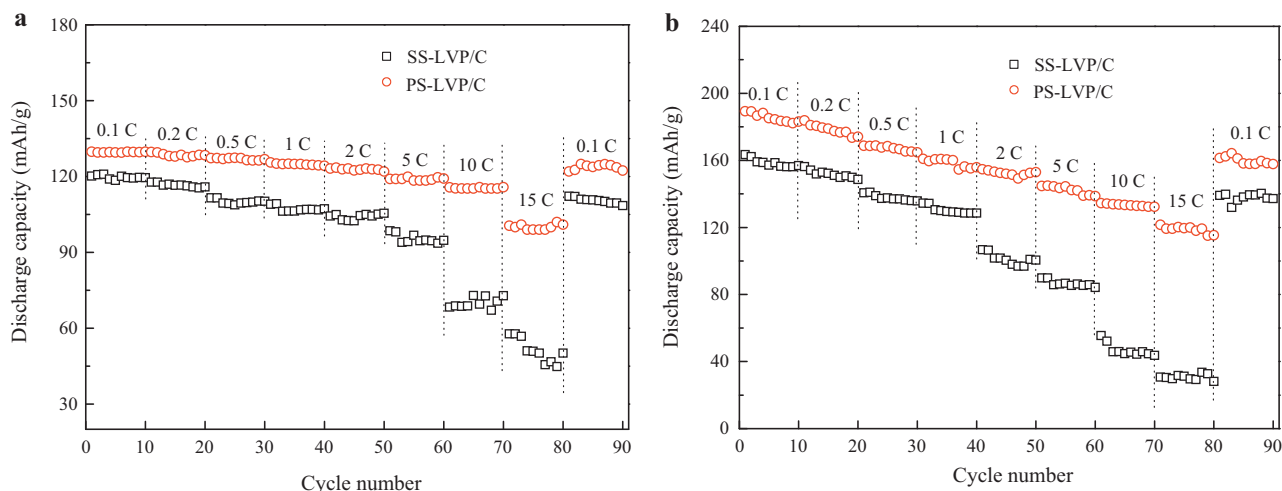 a
Discharge capacity (mAh/g)
180
150
120
90
60
30
SS-LVP/C
PS-LVP/C
0.1 C
0.2 C
0.5 C
1 C
2 C
5 C
10 C
15 C
0.1 C
0 10 20 30 40 50 60 70 80 90
Cycle number
b
Discharge capacity (mAh/g)
240
200
160
120
80
40
0
SS-LVP/C
PS-LVP/C
0.1 C
0.2 C
0.5 C
1 C
2 C
5 C
10 C
15 C
0.1 C
0 10 20 30 40 50 60 70 80 90
Cycle number